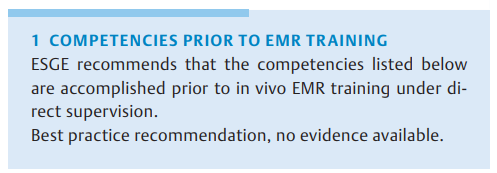 1 COMPETENCIES PRIOR TO EMR TRAINING
ESGE recommends that the competencies listed below
are accomplished prior to in vivo EMR training under di-
rect supervision.
Best practice recommendation, no evidence available.